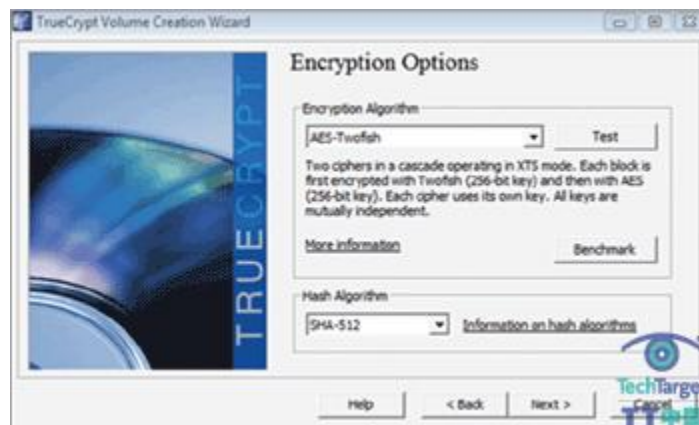 TrueCrypt Volume Creation Wizard
TRUECRYPT
Encryption Options
Encryption Algorithm
AES-Twofish
Test
Two ciphers in a cascade operating in XTS mode. Each block is
first encrypted with Twofish (256-bit key) and then with AES
(256-bit key). Each cipher uses its own key. All keys are
mutually independent.
More information
Benchmark
Hash Algorithm
SHA-512
Information on hash algorithms
Help
< Back
Next >
Cancel
TechTarget